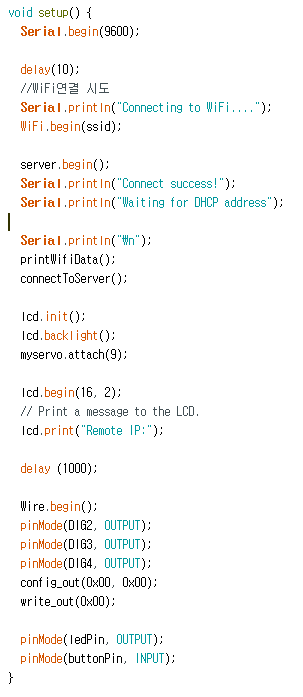 void setup() {
Serial.begin(9600);
delay(10);
//WiFi연결 시도
Serial.println("Connecting to WiFi....");
WiFi.begin(ssid);
server.begin();
Serial.println("Connect success!");
Serial.println("Waiting for DHCP address");
Serial.println("₩n");
printWifiData();
connectToServer();
lcd.init();
lcd.backlight();
myservo.attach(9);
lcd.begin(16, 2);
// Print a message to the LCD.
lcd.print("Remote IP:");
delay (1000);
Wire.begin();
pinMode(DIG2, OUTPUT);
pinMode(DIG3, OUTPUT);
pinMode(DIG4, OUTPUT);
config_out(0x00, 0x00);
write_out(0x00);
pinMode(ledPin, OUTPUT);
pinMode(buttonPin, INPUT);
}